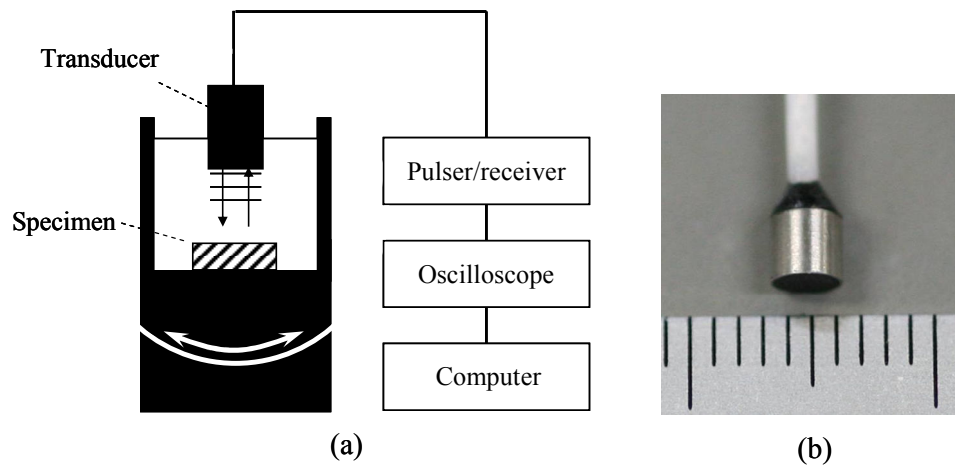 Transducer
Pulser/receiver
Specimen
Oscilloscope
Computer
(a)
(b)